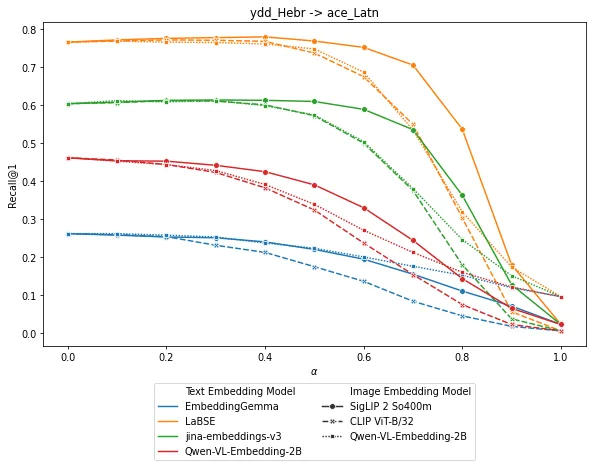 ydd_Hebr -> ace_Latn
Recall@1
0.8
0.7
0.6
0.5
0.4
0.3
0.2
0.1
0.0
0.0 0.2 0.4 0.6 0.8 1.0
α
Text Embedding Model
EmbeddingGemma
LaBSE
jina-embeddings-v3
Qwen-VL-Embedding-2B
Image Embedding Model
SigLIP 2 So400m
CLIP ViT-B/32
Qwen-VL-Embedding-2B